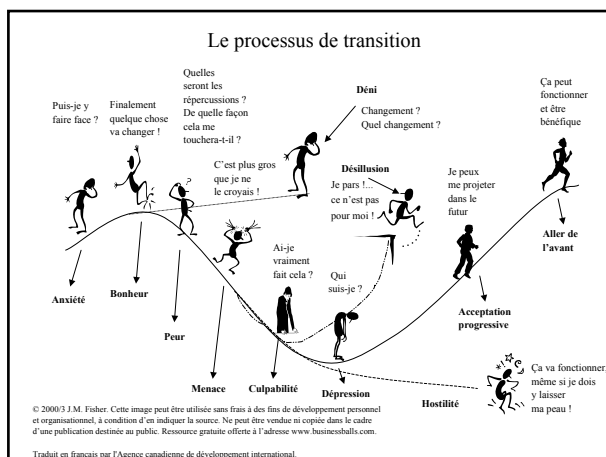 Le processus de transition
Puis-je y
faire face ?
Finalement
quelque chose
va changer !
Quelles
seront les
répercussions ?
De quelle façon
cela me
touchera-t-il ?
C'est plus gros
que je ne
le croyais !
Déni
Changement ?
Quel changement ?
Désillusion
Je pars !...
ce n'est pas
pour moi !
Je peux
me projeter
dans le
futur
Ça peut
fonctionner
et être
bénéfique
Ai-je
vraiment
fait cela ?
Qui
suis-je ?
Anxiété
Bonheur
Peur
Menace
Culpabilité
Dépression
Hostilité
Acceptation
progressive
Aller de
l'avant
Ça va fonctionner,
même si je dois
y laisser
ma peau !
© 2000/3 J.M. Fisher. Cette image peut être utilisée sans frais à des fins de développement personnel
et organisationnel, à condition d'en indiquer la source. Ne peut être vendue ni copiée dans le cadre
d'une publication destinée au public. Ressource gratuite offerte à l'adresse www.businessballs.com.
Traduit en français par l'Agence canadienne de développement international.